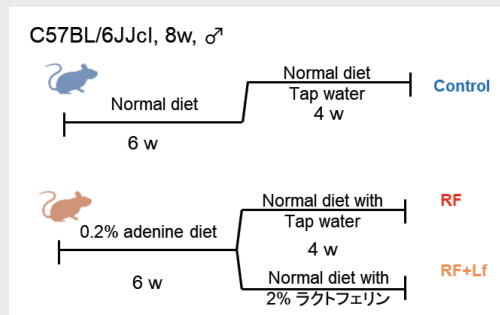 C57BL/6JJcl, 8w, ♂
Normal diet
6 w
Normal diet
Tap water
4 w
Control
0.2% adenine diet
6 w
Normal diet with
Tap water
4 w
RF
Normal diet with
2% ラクトフェリン
RF+Lf